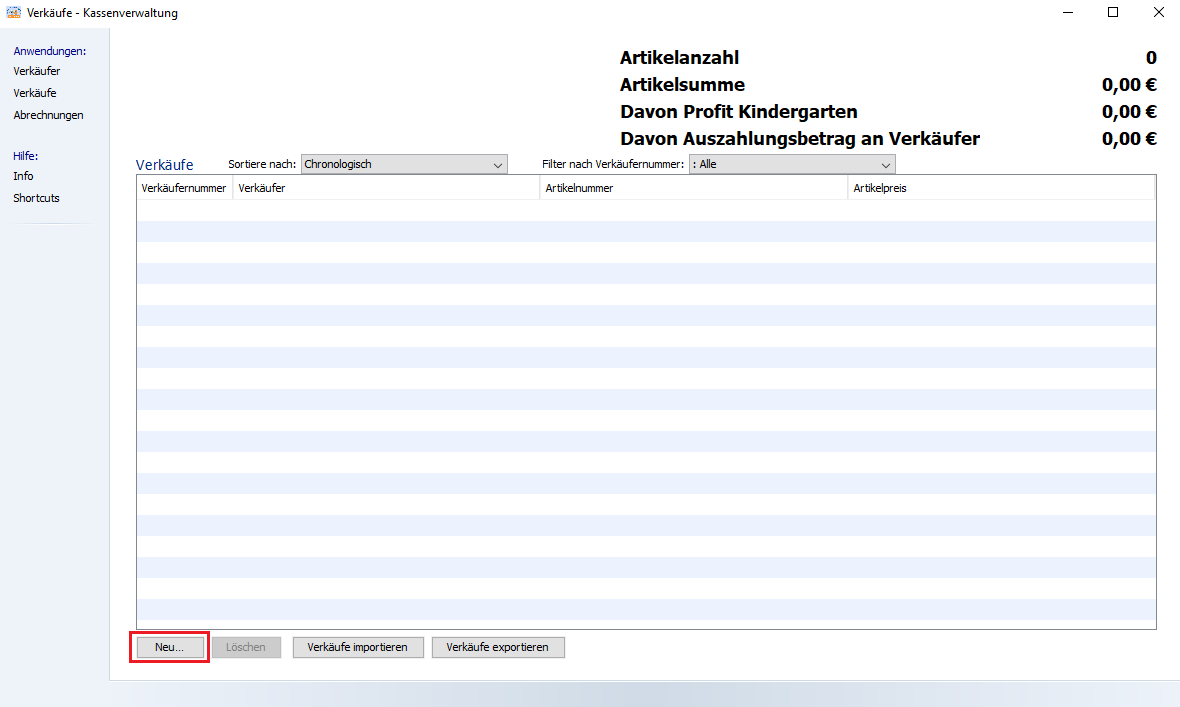 Verkäufe - Kassenverwaltung
Anwendungen:
Verkäufer
Verkäufe
Abrechnungen
Hilfe:
Info
Shortcuts
Artikelanzahl 0
Artikelsumme 0,00 €
Davon Profit Kindergarten 0,00 €
Davon Auszahlungsbetrag an Verkäufer 0,00 €
Verkäufe Sortiere nach: Chronologisch Filter nach Verkäufernummer: : Alle
Verkäufernummer Verkäufer Artikelnummer Artikelpreis
Neu... Löschen Verkäufe importieren Verkäufe exportieren